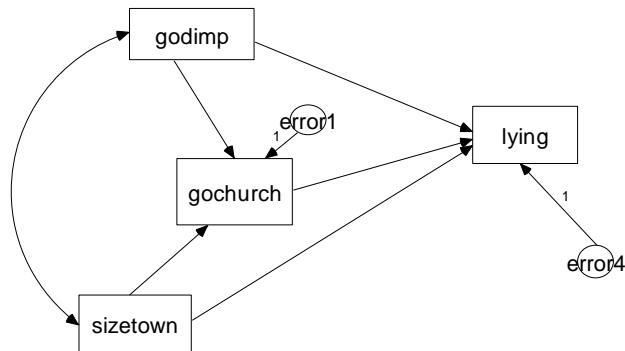 godimp
error1
1
lying
gochurch
1
error4
sizetown